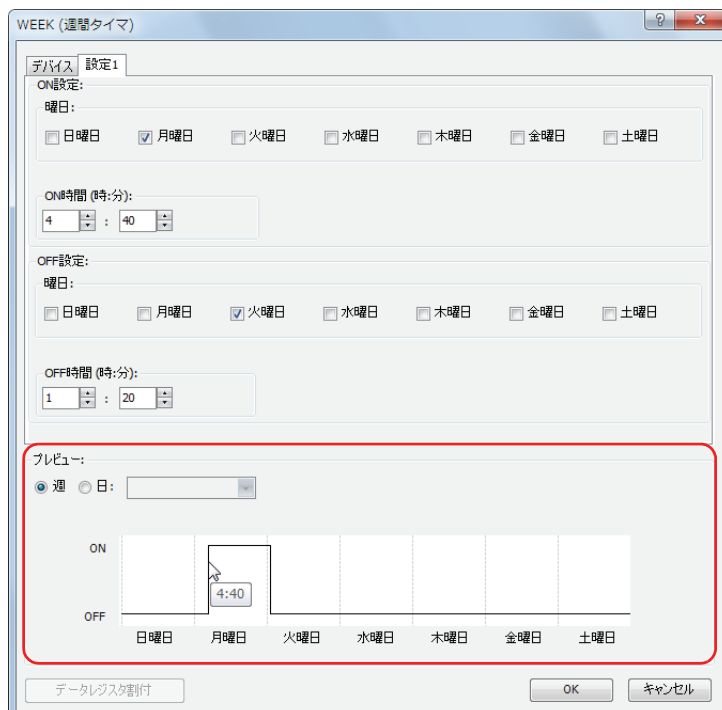 WEEK (週間タイマ)
デバイス 設定1
ON設定:
曜日:
日曜日 月曜日 火曜日 水曜日 木曜日 金曜日 土曜日
ON時間 (時:分):
4 : 40
OFF設定:
曜日:
日曜日 月曜日 火曜日 水曜日 木曜日 金曜日 土曜日
OFF時間 (時:分):
1 : 20
プレビュー:
週 日:
ON
4:40
OFF
日曜日 月曜日 火曜日 水曜日 木曜日 金曜日 土曜日
データレジスタ割付 OK キャンセル